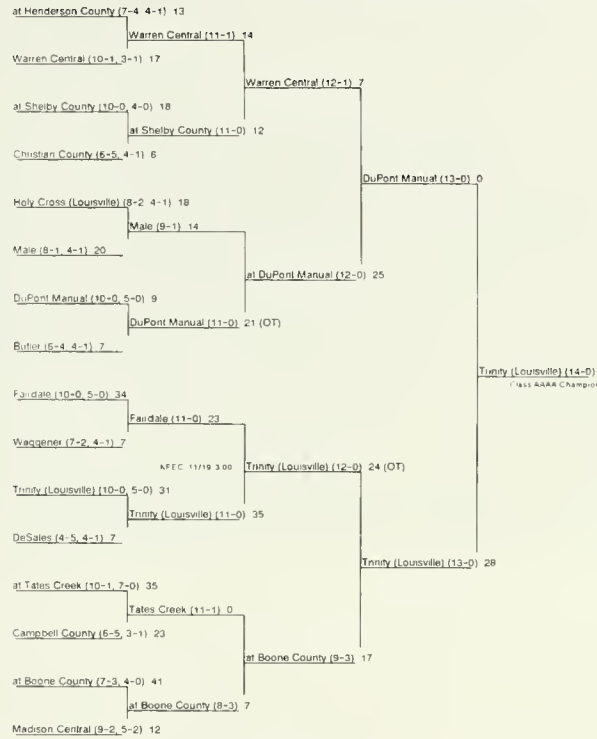 at Henderson County (7-4 4-1) 13
Warren Central (11-1) 14
Warren Central (10-1, 3-1) 17
Warren Central (12-1) 7
at Shelby County (10-0, 4-0) 18
at Shelby County (11-0) 12
Christian County (6-5, 4-1) 6
DuPont Manual (13-0) 0
Holy Cross (Louisville) (8-2 4-1) 18
Male (9-1) 14
Male (8-1, 4-1) 20
at DuPont Manual (12-0) 25
DuPont Manual (10-0, 5-0) 9
DuPont Manual (11-0) 21 (OT)
Butler (6-4, 4-1) 7
Trinity (Louisville) (14-0)
Class AAAA Champion
Fairdale (10-0, 5-0) 34
Fairdale (11-0) 23
Waggener (7-2, 4-1) 7
11/19 3:00
Trinity (Louisville) (12-0) 24 (OT)
Trinity (Louisville) (10-0, 5-0) 31
Trinity (Louisville) (11-0) 35
DeSales (4-5, 4-1) 7
Trinity (Louisville) (13-0) 28
at Tates Creek (10-1, 7-0) 35
Tates Creek (11-1) 0
Campbell County (6-5, 3-1) 23
at Boone County (9-3) 17
at Boone County (7-3, 4-0) 41
at Boone County (8-3) 7
Madison Central (9-2, 5-2) 12